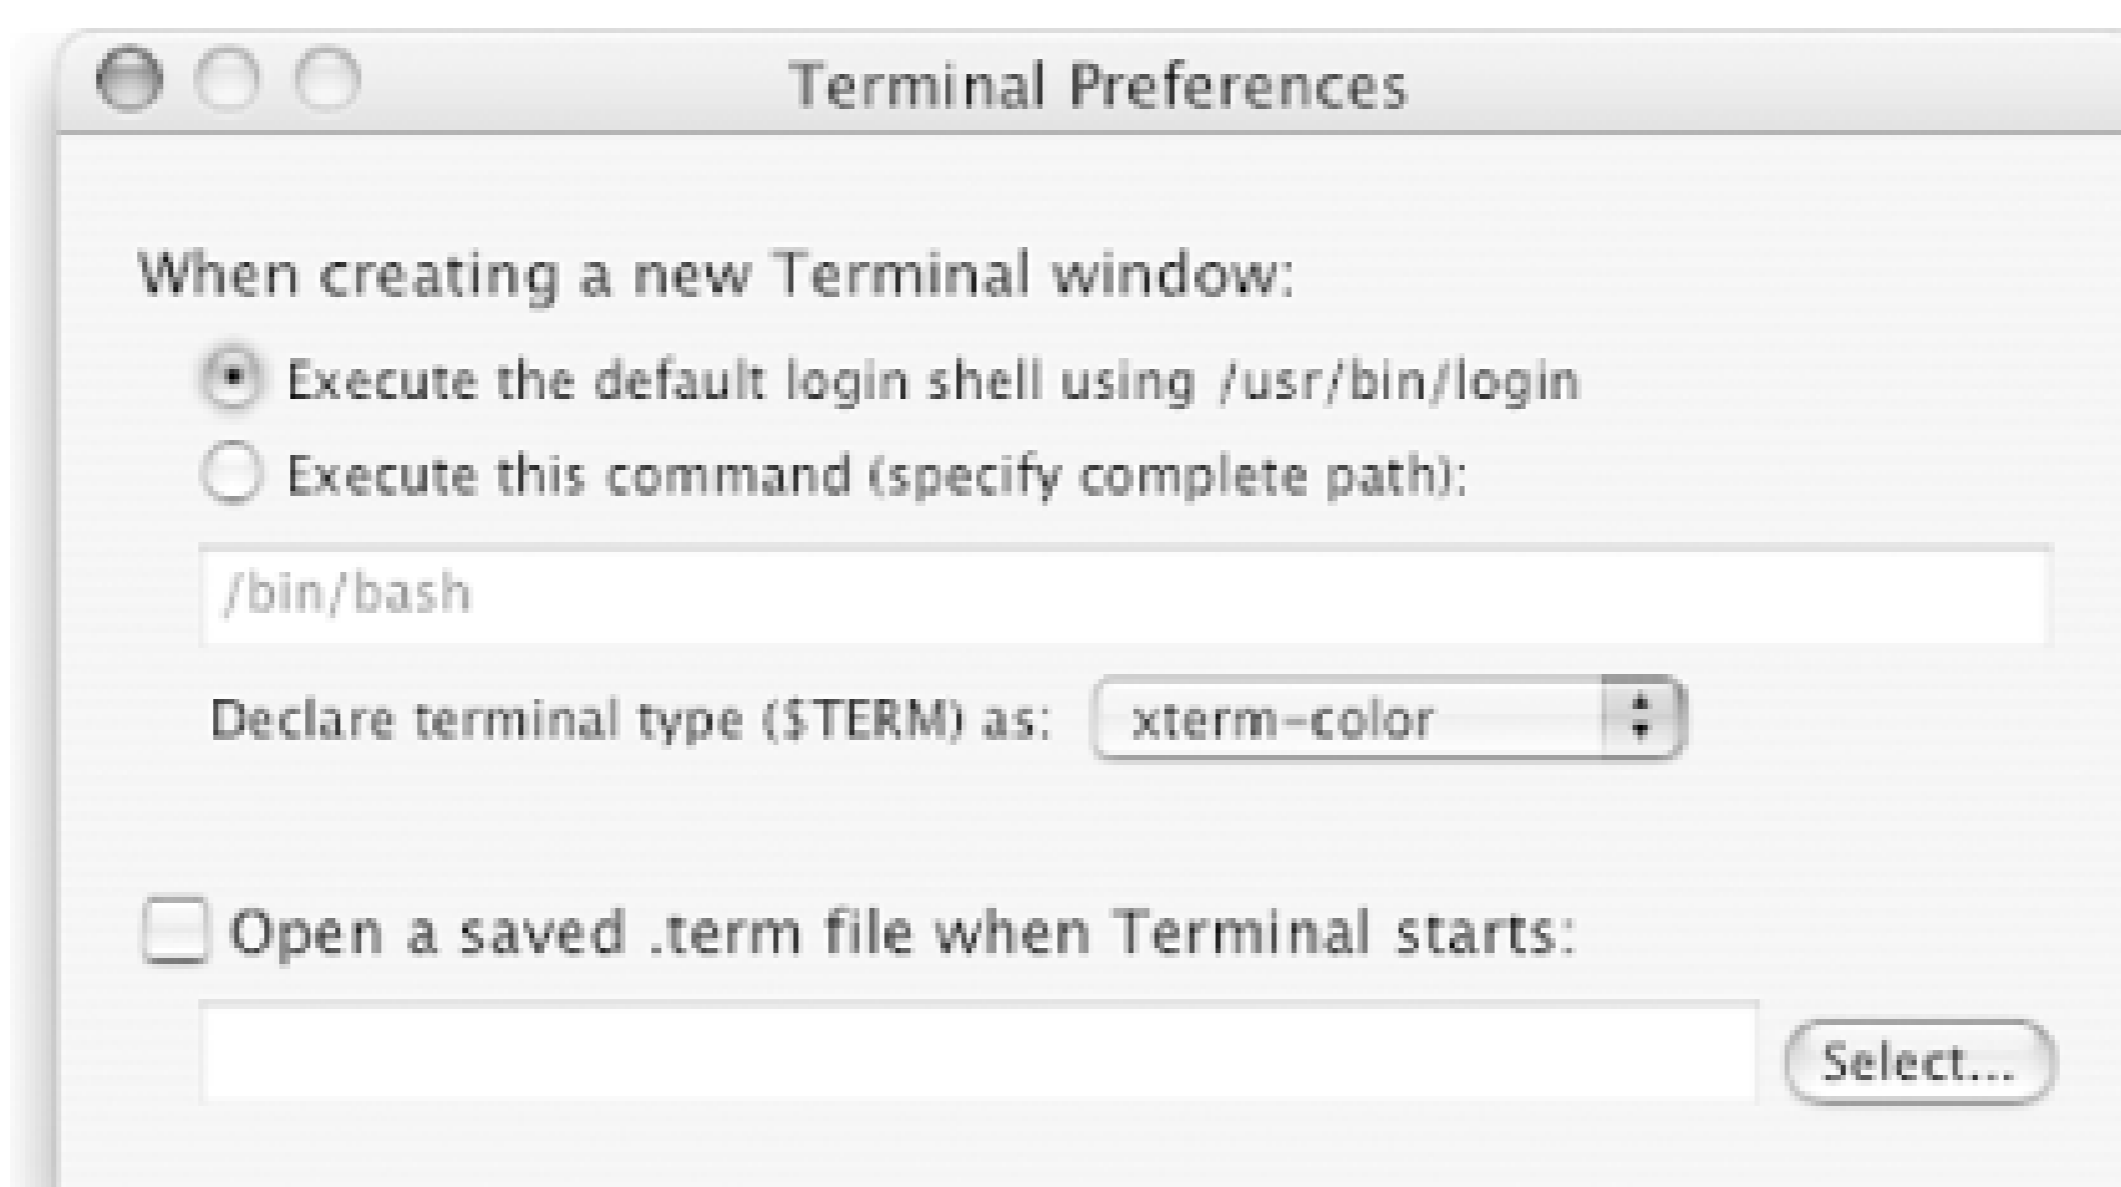 Terminal Preferences
When creating a new Terminal window:
Execute the default login shell using /usr/bin/login
Execute this command (specify complete path):
/bin/bash
Declare terminal type ($TERM) as: xterm-color
Open a saved .term file when Terminal starts:
Select...